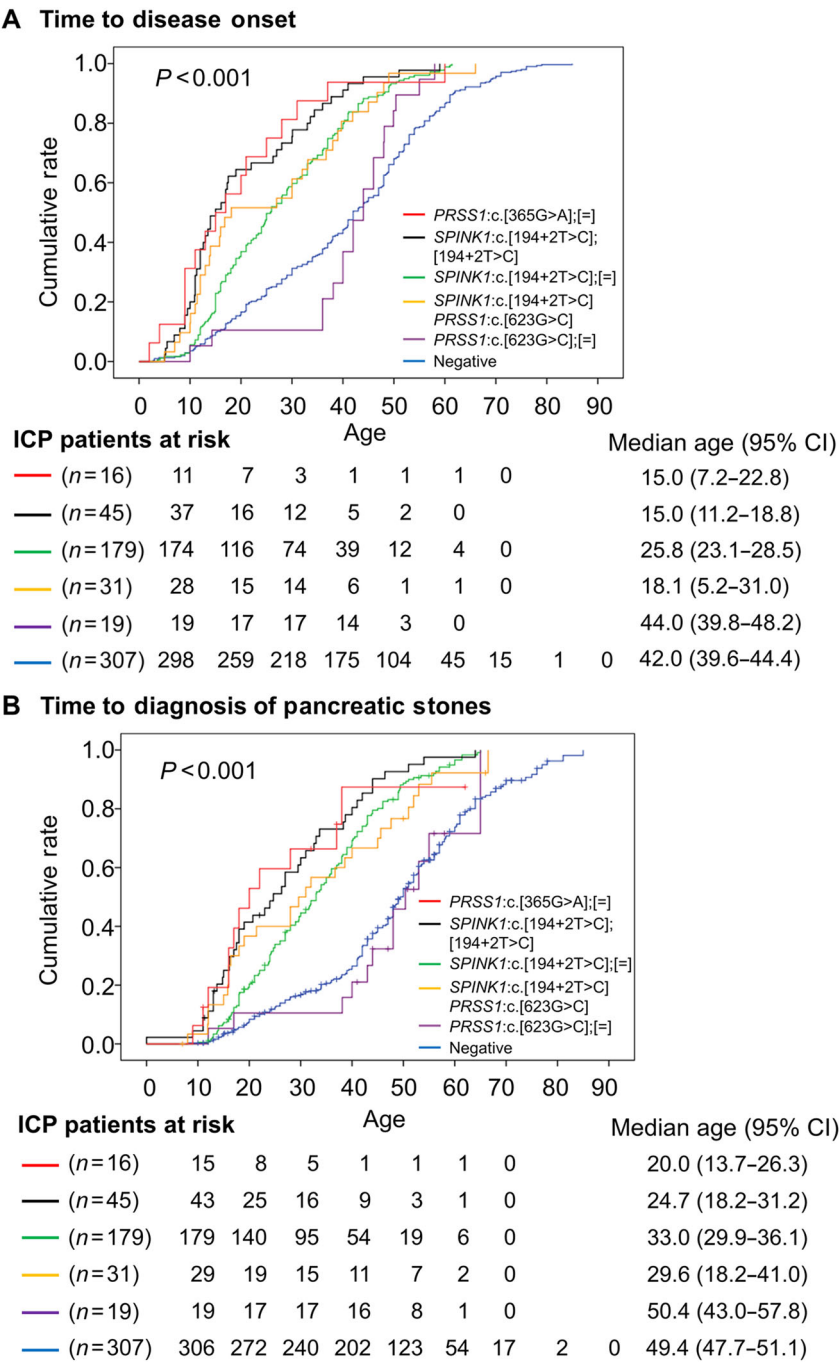 A Time to disease onset
P < 0.001
1.0
0.8
0.6
0.4
0.2
0.0
Cumulative rate
PRSS1:c.[365G>A];[=]
SPINK1:c.[194+2T>C];
[194+2T>C]
SPINK1:c.[194+2T>C];[=]
SPINK1:c.[194+2T>C]
PRSS1:c.[623G>C]
PRSS1:c.[623G>C];[=]
Negative
0 10 20 30 40 50 60 70 80 90
Age
ICP patients at risk
Median age (95% CI)
(n=16) 11 7 3 1 1 1 0 15.0 (7.2–22.8)
(n=45) 37 16 12 5 2 0 15.0 (11.2–18.8)
(n=179) 174 116 74 39 12 4 0 25.8 (23.1–28.5)
(n=31) 28 15 14 6 1 1 0 18.1 (5.2–31.0)
(n=19) 19 17 17 14 3 0 44.0 (39.8–48.2)
(n=307) 298 259 218 175 104 45 15 1 0 42.0 (39.6–44.4)
B Time to diagnosis of pancreatic stones
P < 0.001
1.0
0.8
0.6
0.4
0.2
0.0
Cumulative rate
PRSS1:c.[365G>A];[=]
SPINK1:c.[194+2T>C];
[194+2T>C]
SPINK1:c.[194+2T>C];[=]
SPINK1:c.[194+2T>C]
PRSS1:c.[623G>C]
PRSS1:c.[623G>C];[=]
Negative
0 10 20 30 40 50 60 70 80 90
Age
ICP patients at risk
Median age (95% CI)
(n=16) 15 8 5 1 1 1 0 20.0 (13.7–26.3)
(n=45) 43 25 16 9 3 1 0 24.7 (18.2–31.2)
(n=179) 179 140 95 54 19 6 0 33.0 (29.9–36.1)
(n=31) 29 19 15 11 7 2 0 29.6 (18.2–41.0)
(n=19) 19 17 17 16 8 1 0 50.4 (43.0–57.8)
(n=307) 306 272 240 202 123 54 17 2 0 49.4 (47.7–51.1)